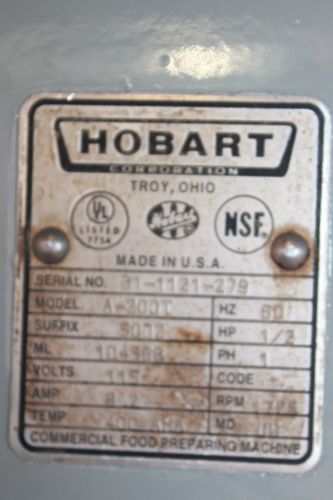 HOBART
CORPORATION
TROY, OHIO
UL
LISTED
Hobart
NSF
MADE IN U.S.A.
SERIAL NO. 31-1121-279
MODEL A-200T HZ 60
SUFFIX HP 1/2
ML PH 1
VOLTS 115 CODE -
AMP RPM
TEMP MO
COMMERCIAL FOOD PREPARING MACHINE